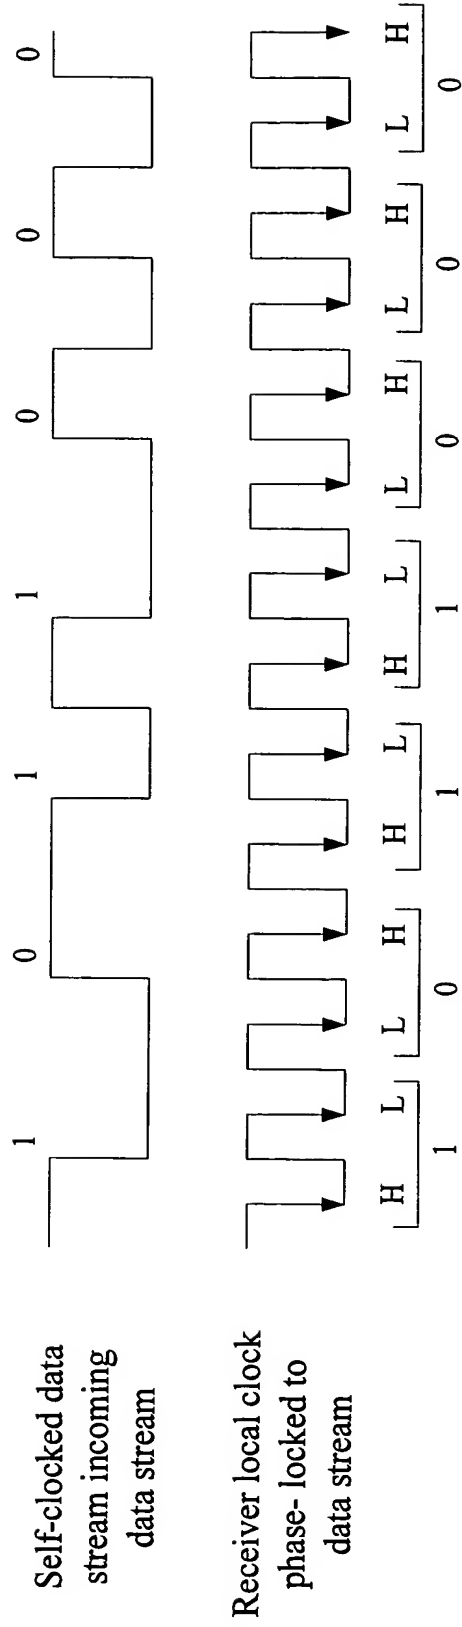 1 0 1 1 0 0 0
Self-clocked data
stream incoming
data stream
Receiver local clock
phase- locked to
data stream
H L L H H L H L L H L H L H
1 0 1 1 0 0 0